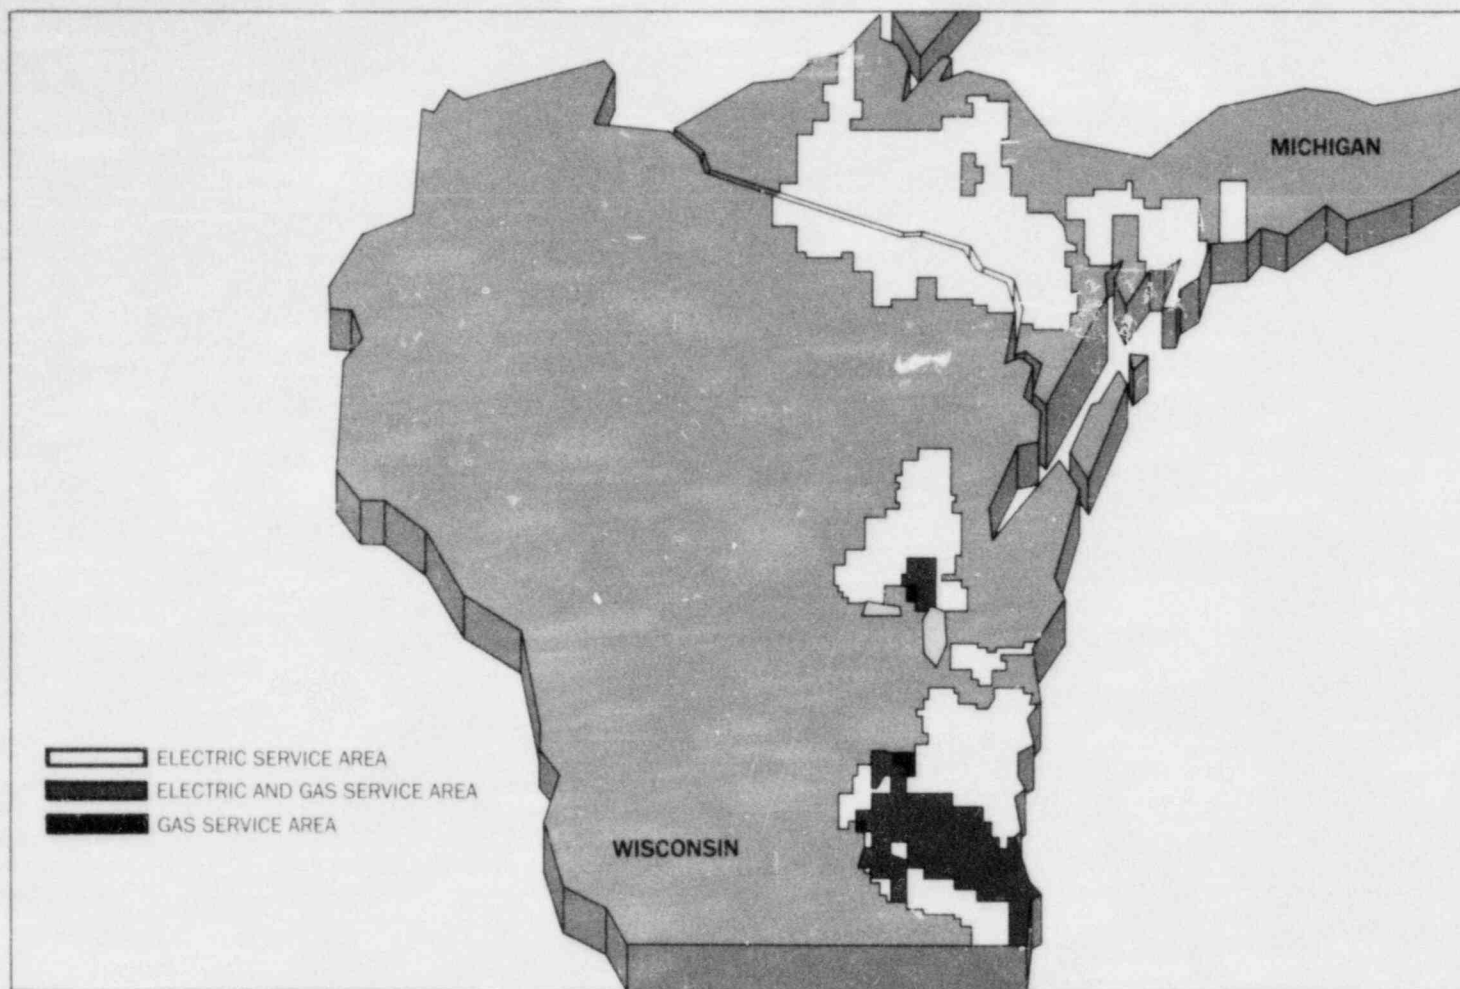 MICHIGAN
ELECTRIC SERVICE AREA
ELECTRIC AND GAS SERVICE AREA
GAS SERVICE AREA
WISCONSIN